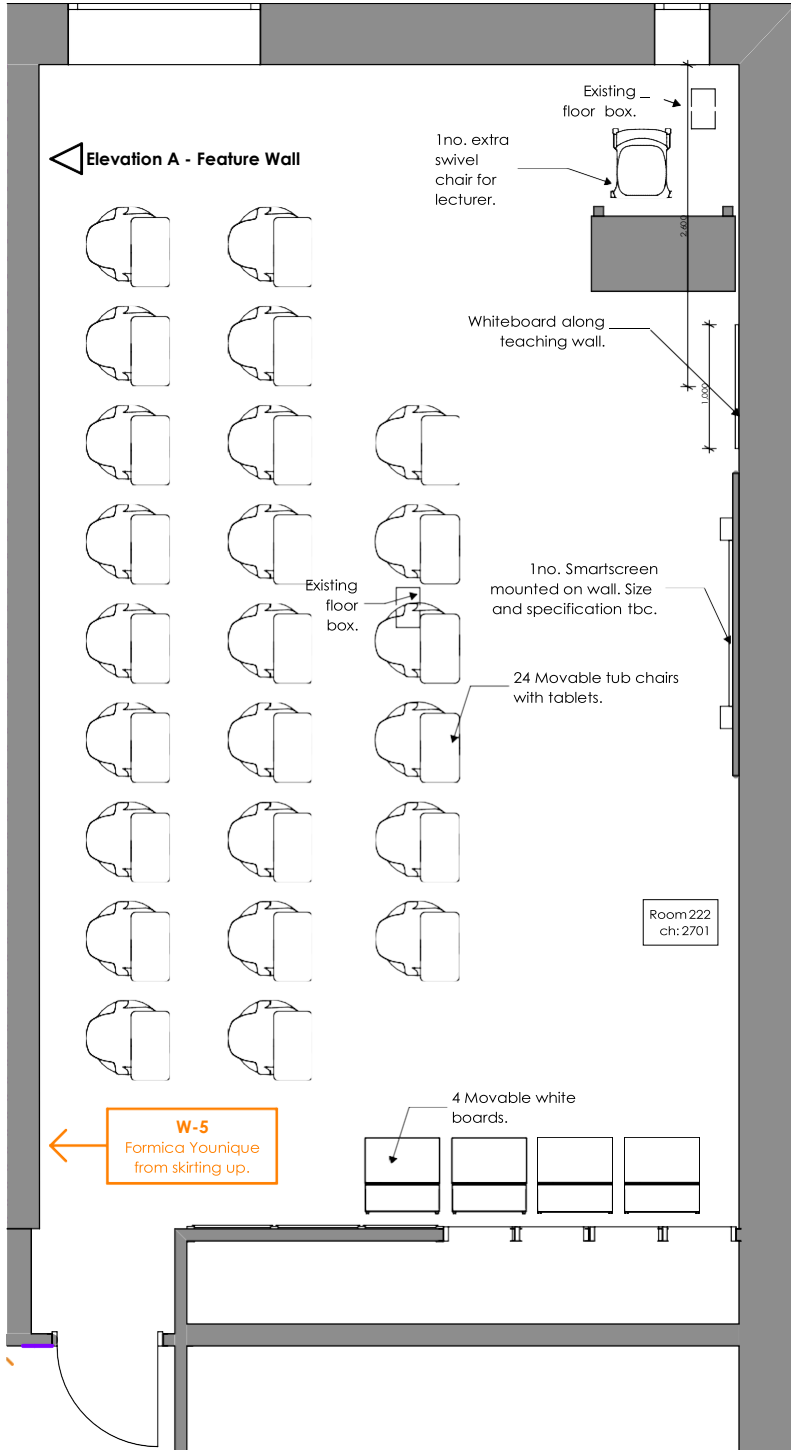 Existing
floor box.
1no. extra
swivel
chair for
lecturer.
Elevation A - Feature Wall
2,600
Whiteboard along
teaching wall.
1,000
Existing
floor
box.
1no. Smartscreen
mounted on wall. Size
and specification tbc.
24 Movable tub chairs
with tablets.
Room 222
ch: 2701
4 Movable white
boards.
W-5
Formica Younique
from skirting up.